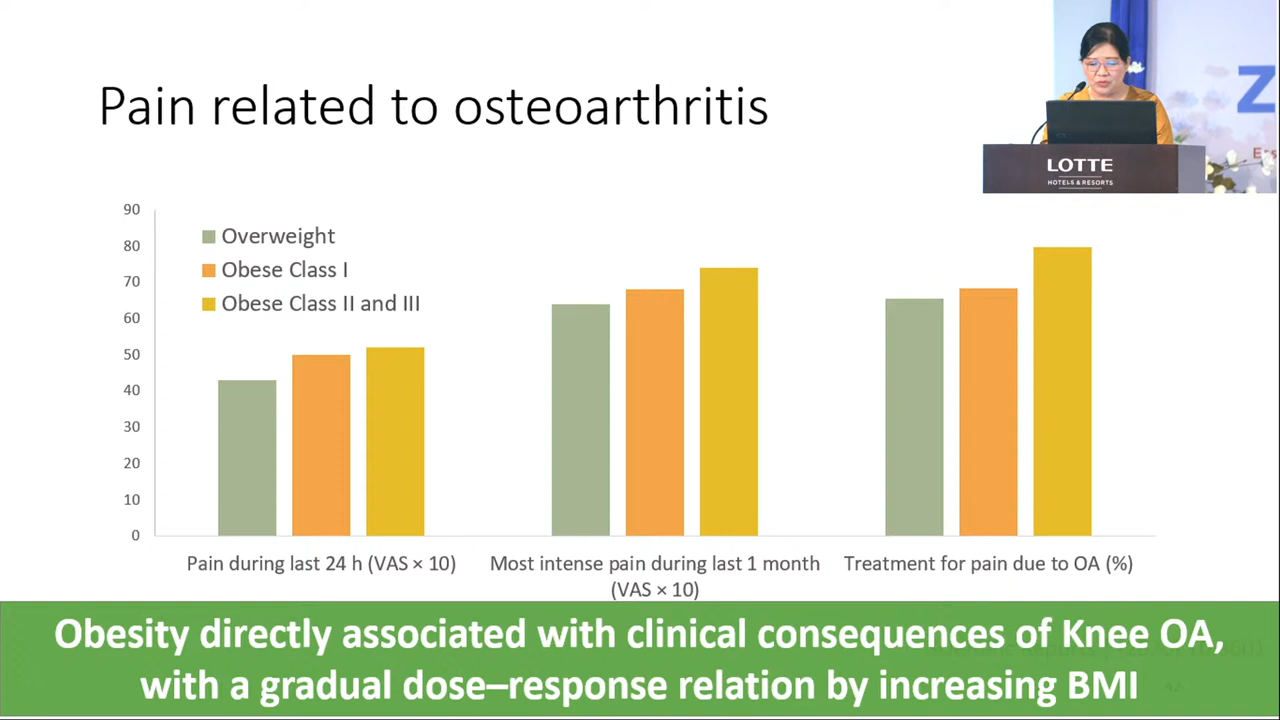 Pain related to osteoarthritis
Z
LOTTE
HOTELS & RESORTS
90
80
70
60
50
40
30
20
10
0
Overweight
Obese Class I
Obese Class II and III
Pain during last 24 h (VAS × 10)
Most intense pain during last 1 month
(VAS × 10)
Treatment for pain due to OA (%)
Obesity directly associated with clinical consequences of Knee OA,
with a gradual dose–response relation by increasing BMI